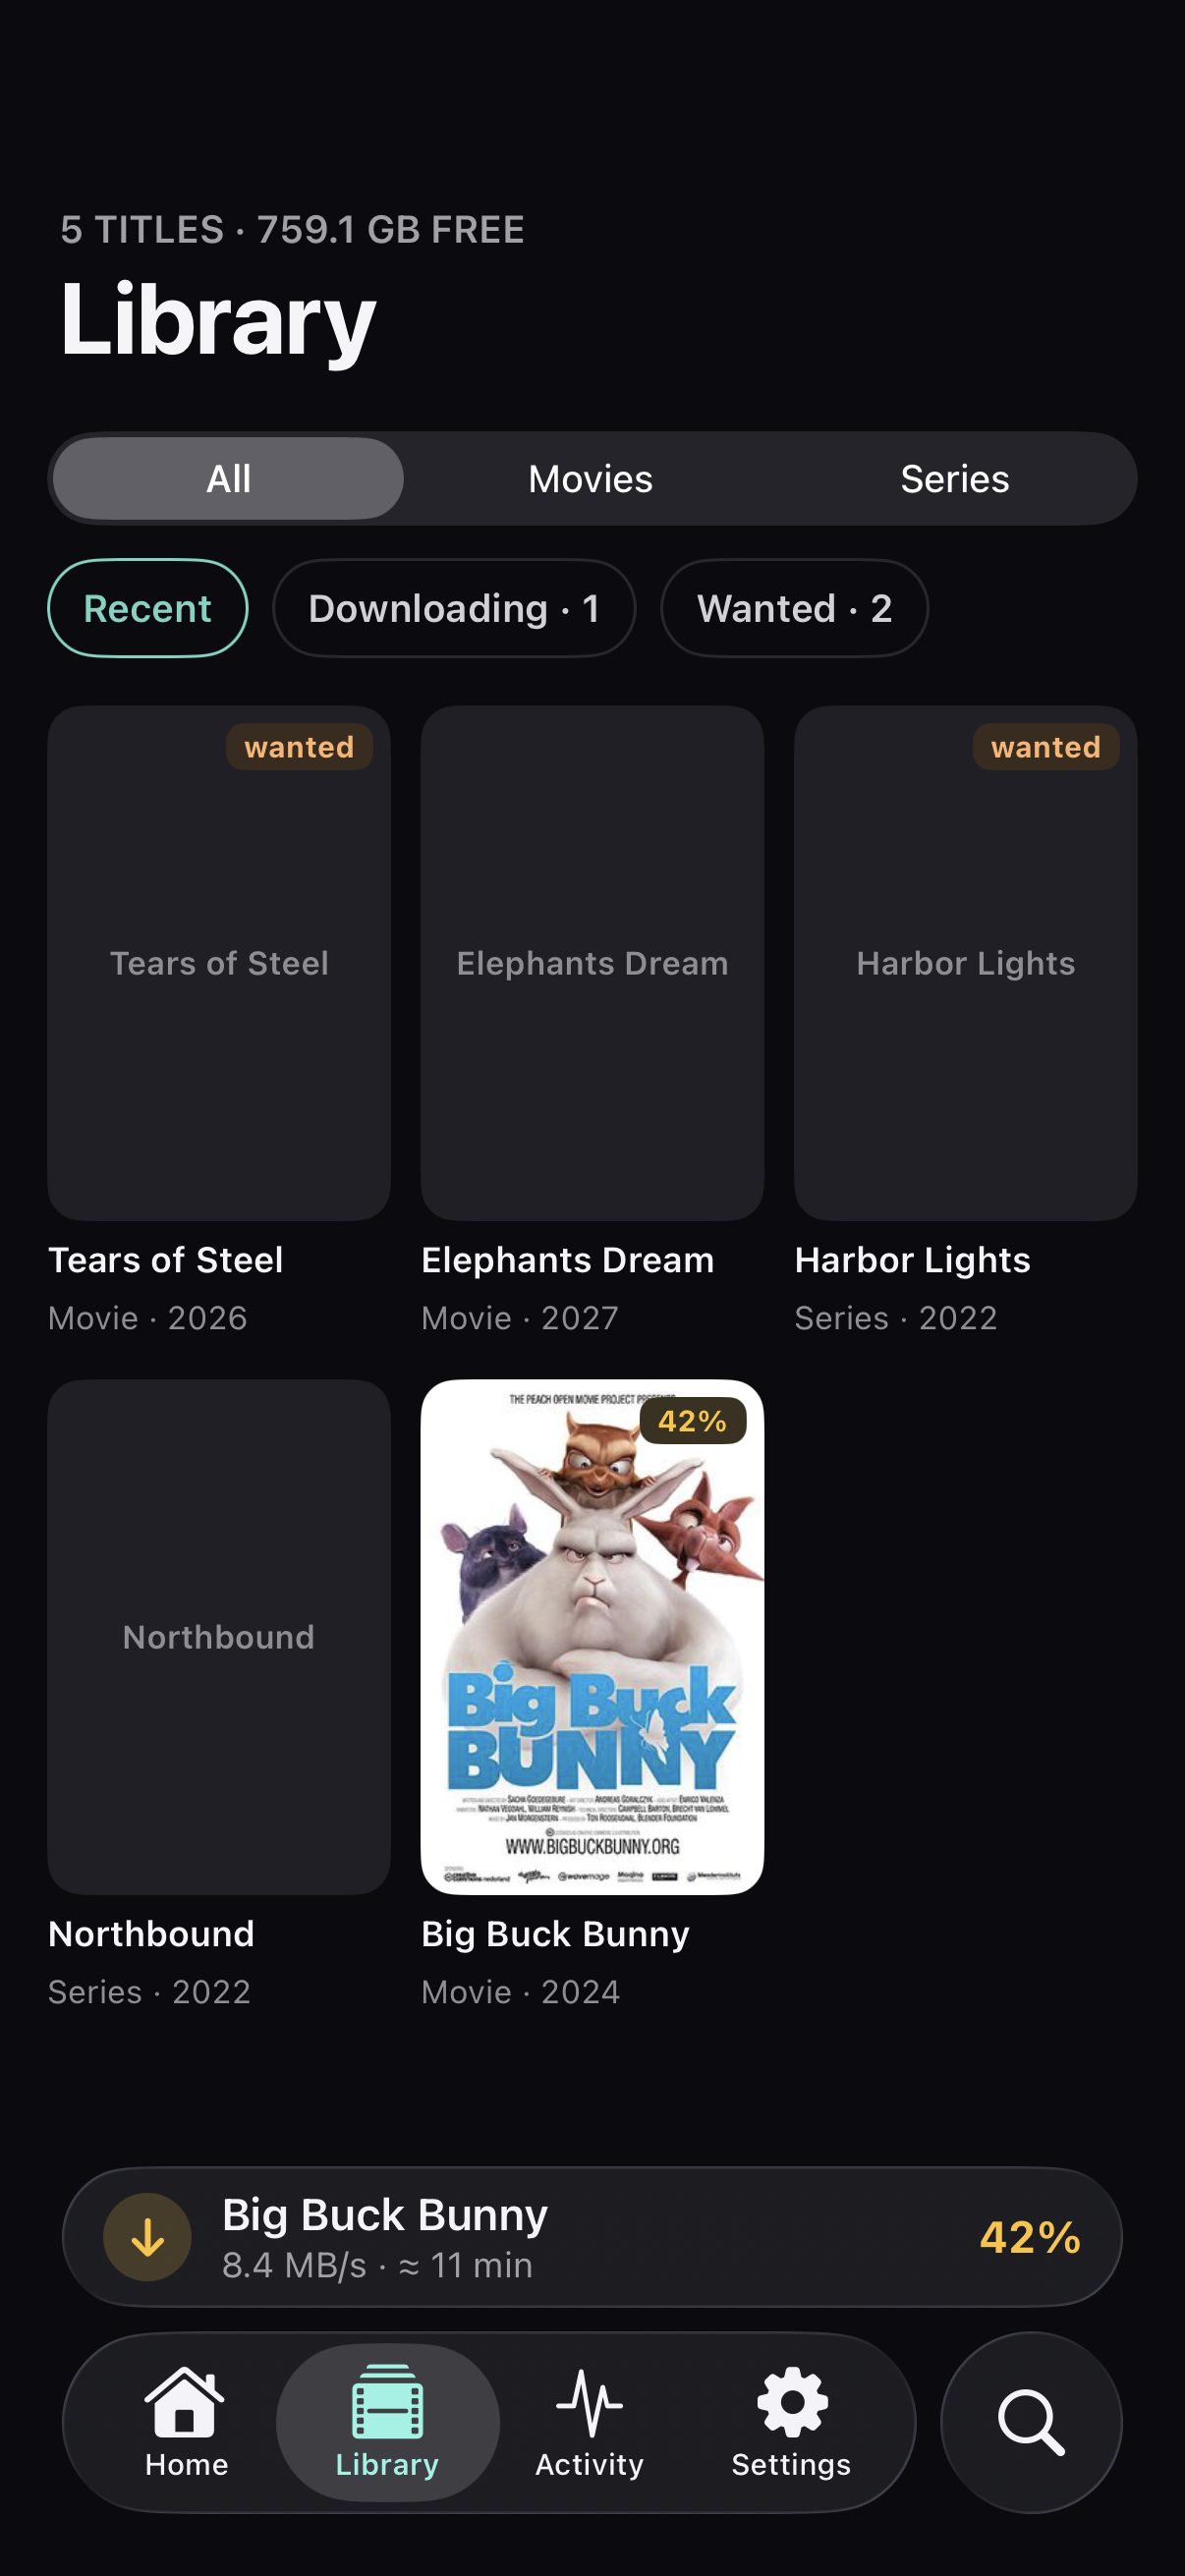 5 TITLES · 759.1 GB FREE
Library
All Movies Series
Recent Downloading · 1 Wanted · 2
wanted wanted
Tears of Steel Elephants Dream Harbor Lights
Tears of Steel Elephants Dream Harbor Lights
Movie · 2026 Movie · 2027 Series · 2022
THE PEACH OPEN MOVIE PROJECT
42%
Northbound
Big Buck
BUNNY
WWW.BIGBUCKBUNNY.ORG
Northbound Big Buck Bunny
Series · 2022 Movie · 2024
Big Buck Bunny
8.4 MB/s · ≈ 11 min
42%
Home Library Activity Settings